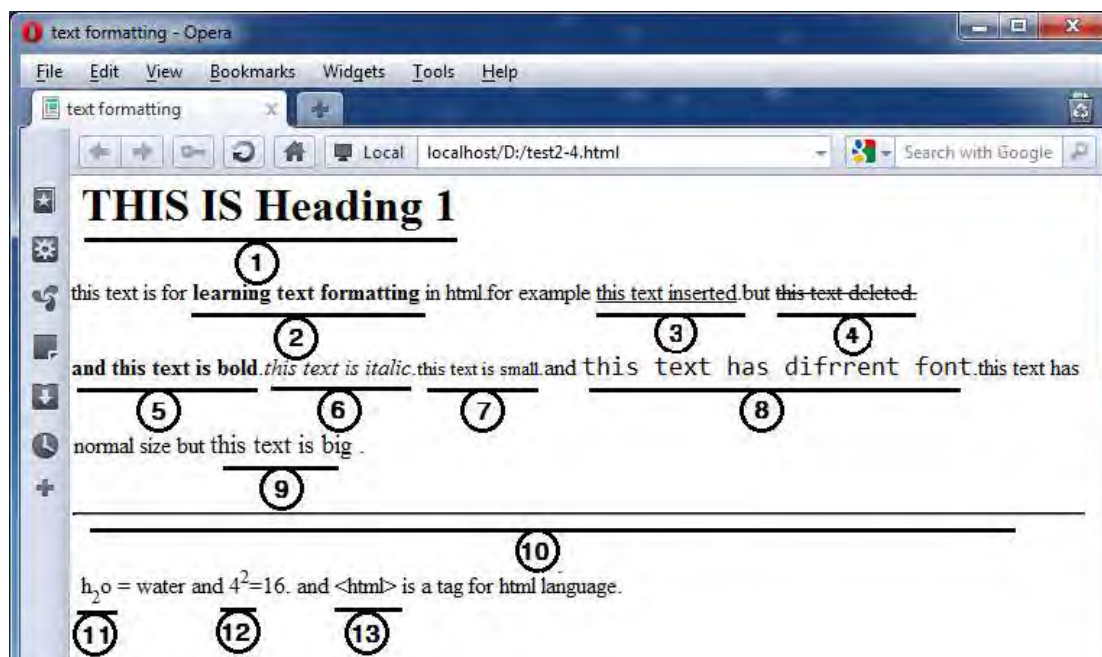 text formatting - Opera
File Edit View Bookmarks Widgets Tools Help
text formatting
Local localhost/D:/test2-4.html Search with Google
THIS IS Heading 1
1
this text is for learning text formatting in html.for example this text inserted.but this text deleted.
2 3 4
and this text is bold.this text is italic.this text is small.and this text has difrrent font.this text has
5 6 7 8
normal size but this text is big .
9
10
h₂o = water and 4²=16. and <html> is a tag for html language.
11 12 13